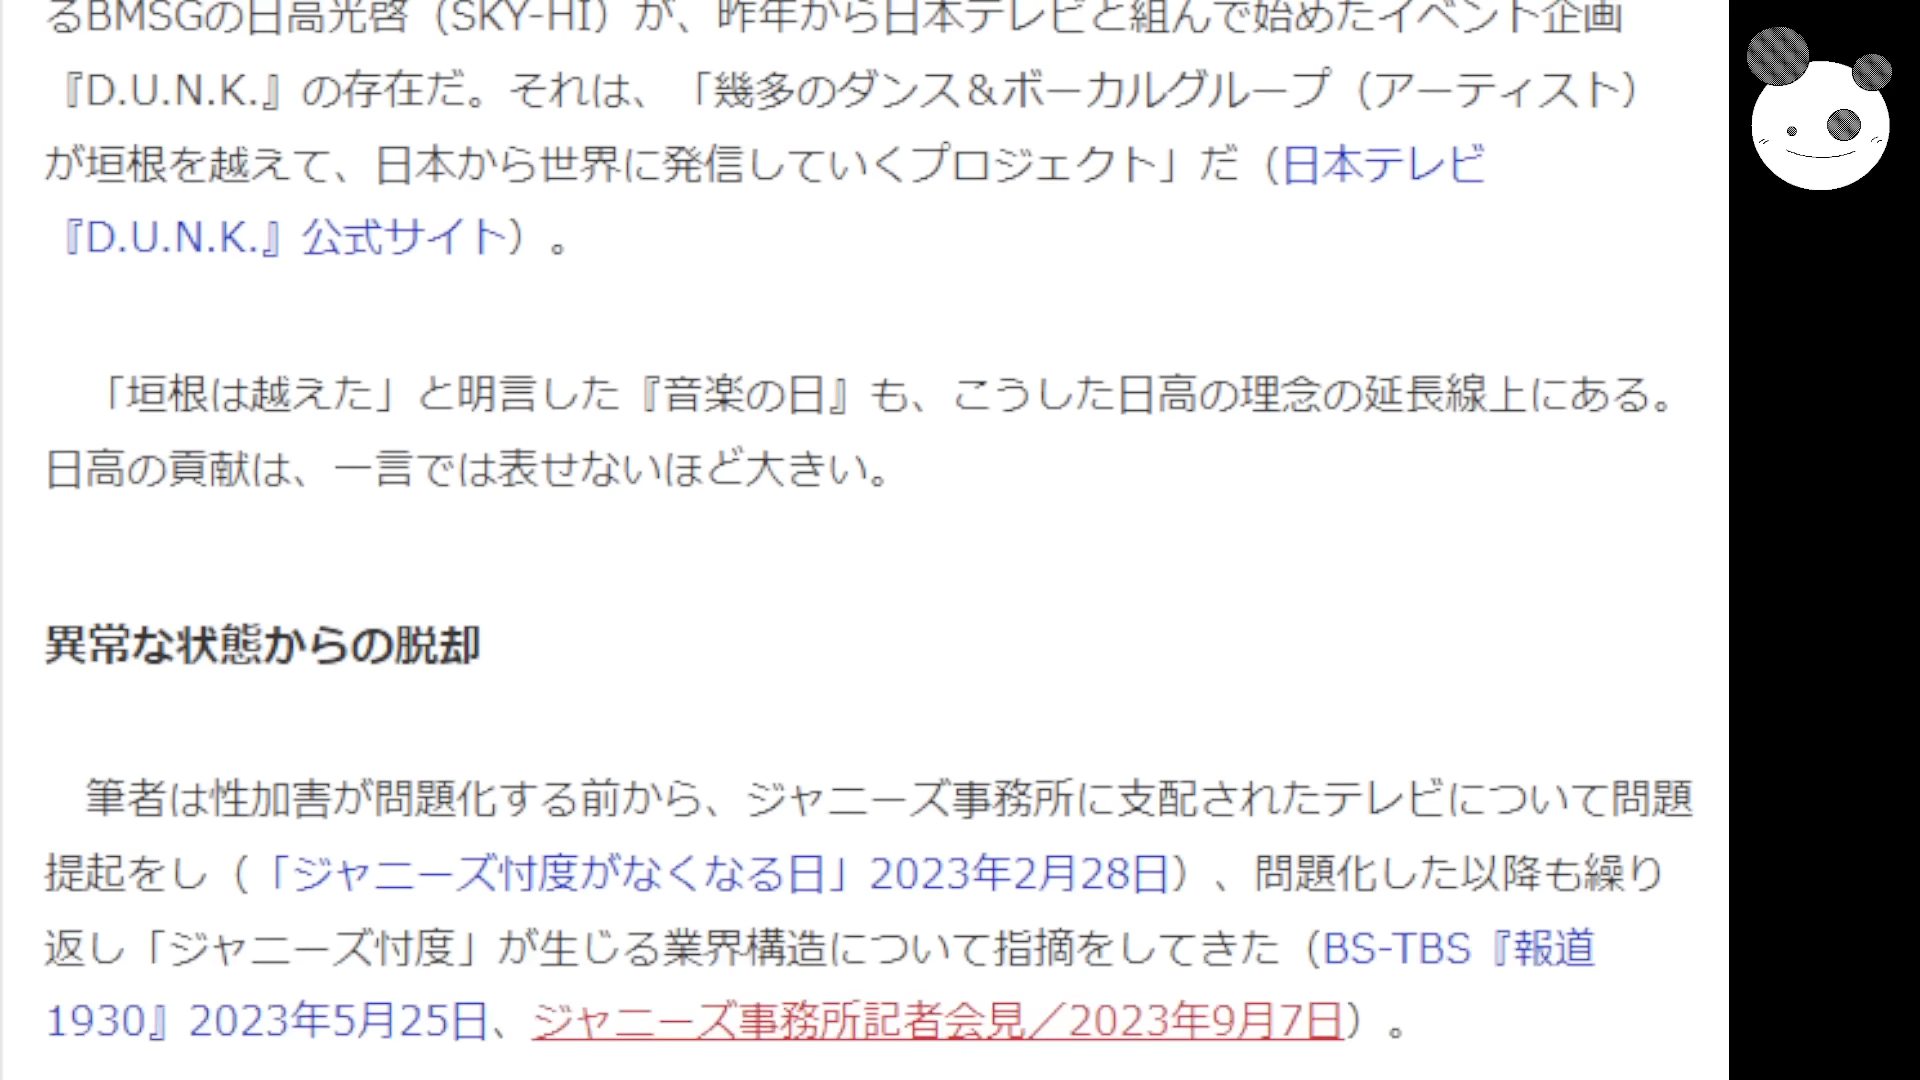 るBMSGの日高光啓（SKY-HI）が、昨年から日本テレビと組んで始めたイベント企画
『D.U.N.K.』の存在だ。それは、「幾多のダンス＆ボーカルグループ（アーティスト）
が垣根を越えて、日本から世界に発信していくプロジェクト」だ（日本テレビ
『D.U.N.K.』公式サイト）。
「垣根は越えた」と明言した『音楽の日』も、こうした日高の理念の延長線上にある。
日高の貢献は、一言では表せないほど大きい。
異常な状態からの脱却
筆者は性加害が問題化する前から、ジャニーズ事務所に支配されたテレビについて問題
提起をし（「ジャニーズ忖度がなくなる日」2023年2月28日）、問題化した以降も繰り
返し「ジャニーズ忖度」が生じる業界構造について指摘をしてきた（BS-TBS『報道
1930』2023年5月25日、ジャニーズ事務所記者会見／2023年9月7日）。